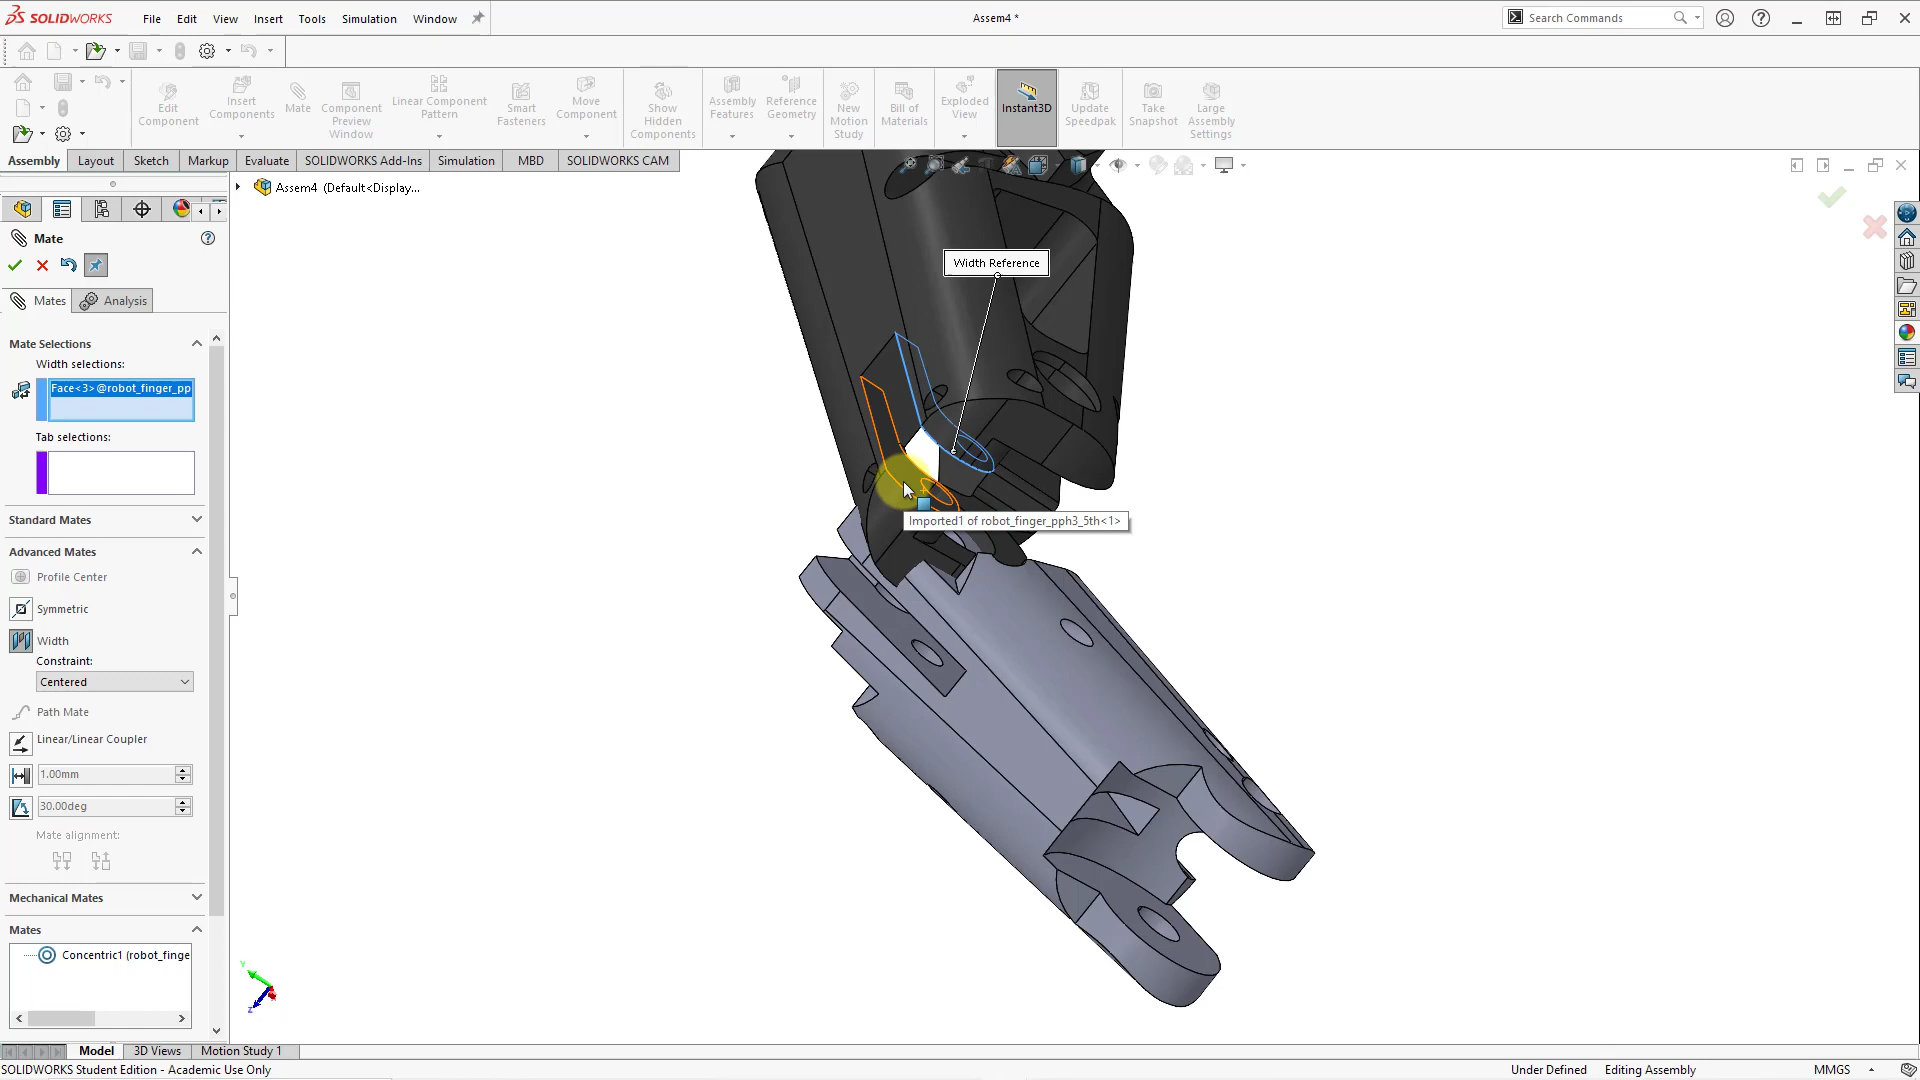 SOLIDWORKS
File
Edit
View
Insert
Tools
Simulation
Window
Assem4 *
Search Commands
Edit
Component
Insert
Components
Mate
Component
Preview
Window
Linear Component
Pattern
Smart
Fasteners
Move
Component
Show
Hidden
Components
Assembly
Features
Reference
Geometry
New
Motion
Study
Bill of
Materials
Exploded
View
Instant3D
Update
Speedpak
Take
Snapshot
Large
Assembly
Settings
Assembly
Layout
Sketch
Markup
Evaluate
SOLIDWORKS Add-Ins
Simulation
MBD
SOLIDWORKS CAM
Assem4 (Default<Display...
Mate
Mates
Analysis
Mate Selections
Width selections:
Face<3>@robot_finger_pp
Tab selections:
Standard Mates
Advanced Mates
Profile Center
Symmetric
Width
Constraint:
Centered
Path Mate
Linear/Linear Coupler
1.00mm
30.00deg
Mate alignment:
Mechanical Mates
Mates
Concentric1 (robot_finge
Width Reference
Imported1 of robot_finger_pph3_5th<1>
Y
Z
Model
3D Views
Motion Study 1
SOLIDWORKS Student Edition - Academic Use Only
Under Defined
Editing Assembly
MMGS